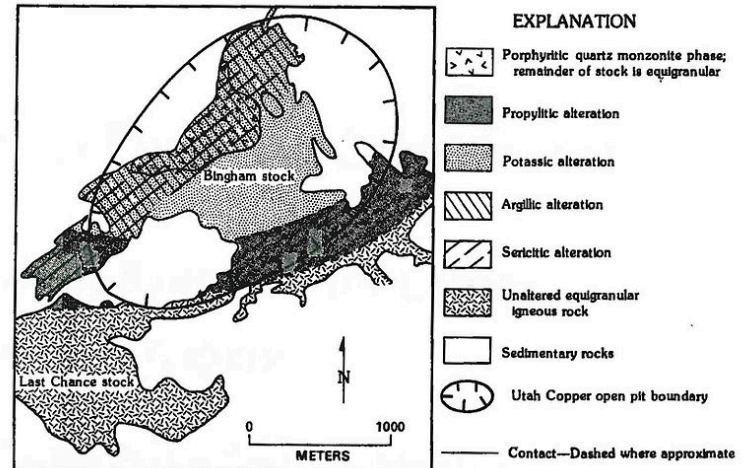 EXPLANATION
Porphyritic quartz monzonite phase;
remainder of stock is equigranular
Propylitic alteration
Potassic alteration
Argillic alteration
Sericitic alteration
Unaltered equigranular
igneous rock
Sedimentary rocks
Utah Copper open pit boundary
Contact—Dashed where approximate
Bingham stock
Last Chance stock
N
0 1000
METERS